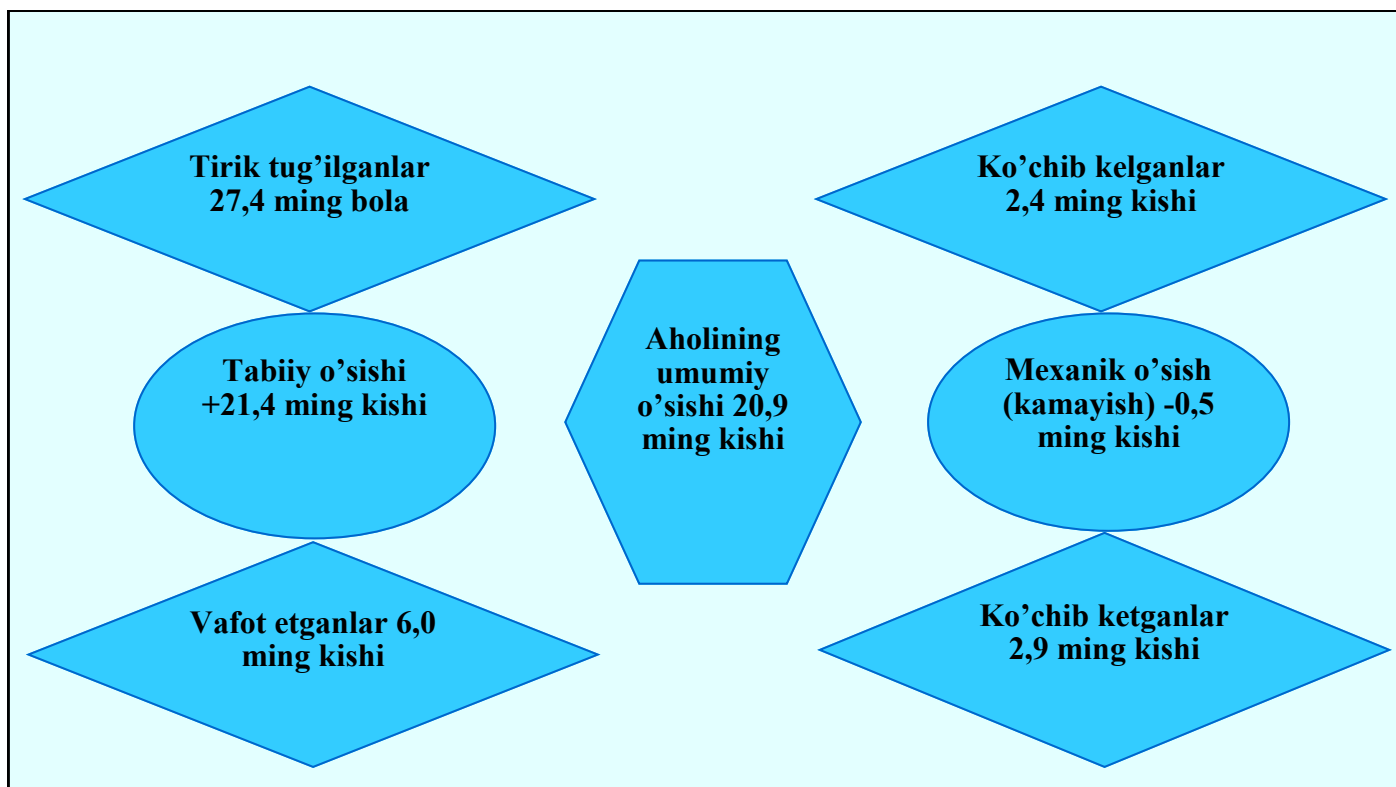 Tirik tug’ilganlar
27,4 ming bola
Tabiiy o’sishi
+21,4 ming kishi
Vafot etganlar 6,0
ming kishi
Aholining
umumiy
o’sishi 20,9
ming kishi
Ko’chib kelganlar
2,4 ming kishi
Mexanik o’sish
(kamayish) -0,5
ming kishi
Ko’chib ketganlar
2,9 ming kishi